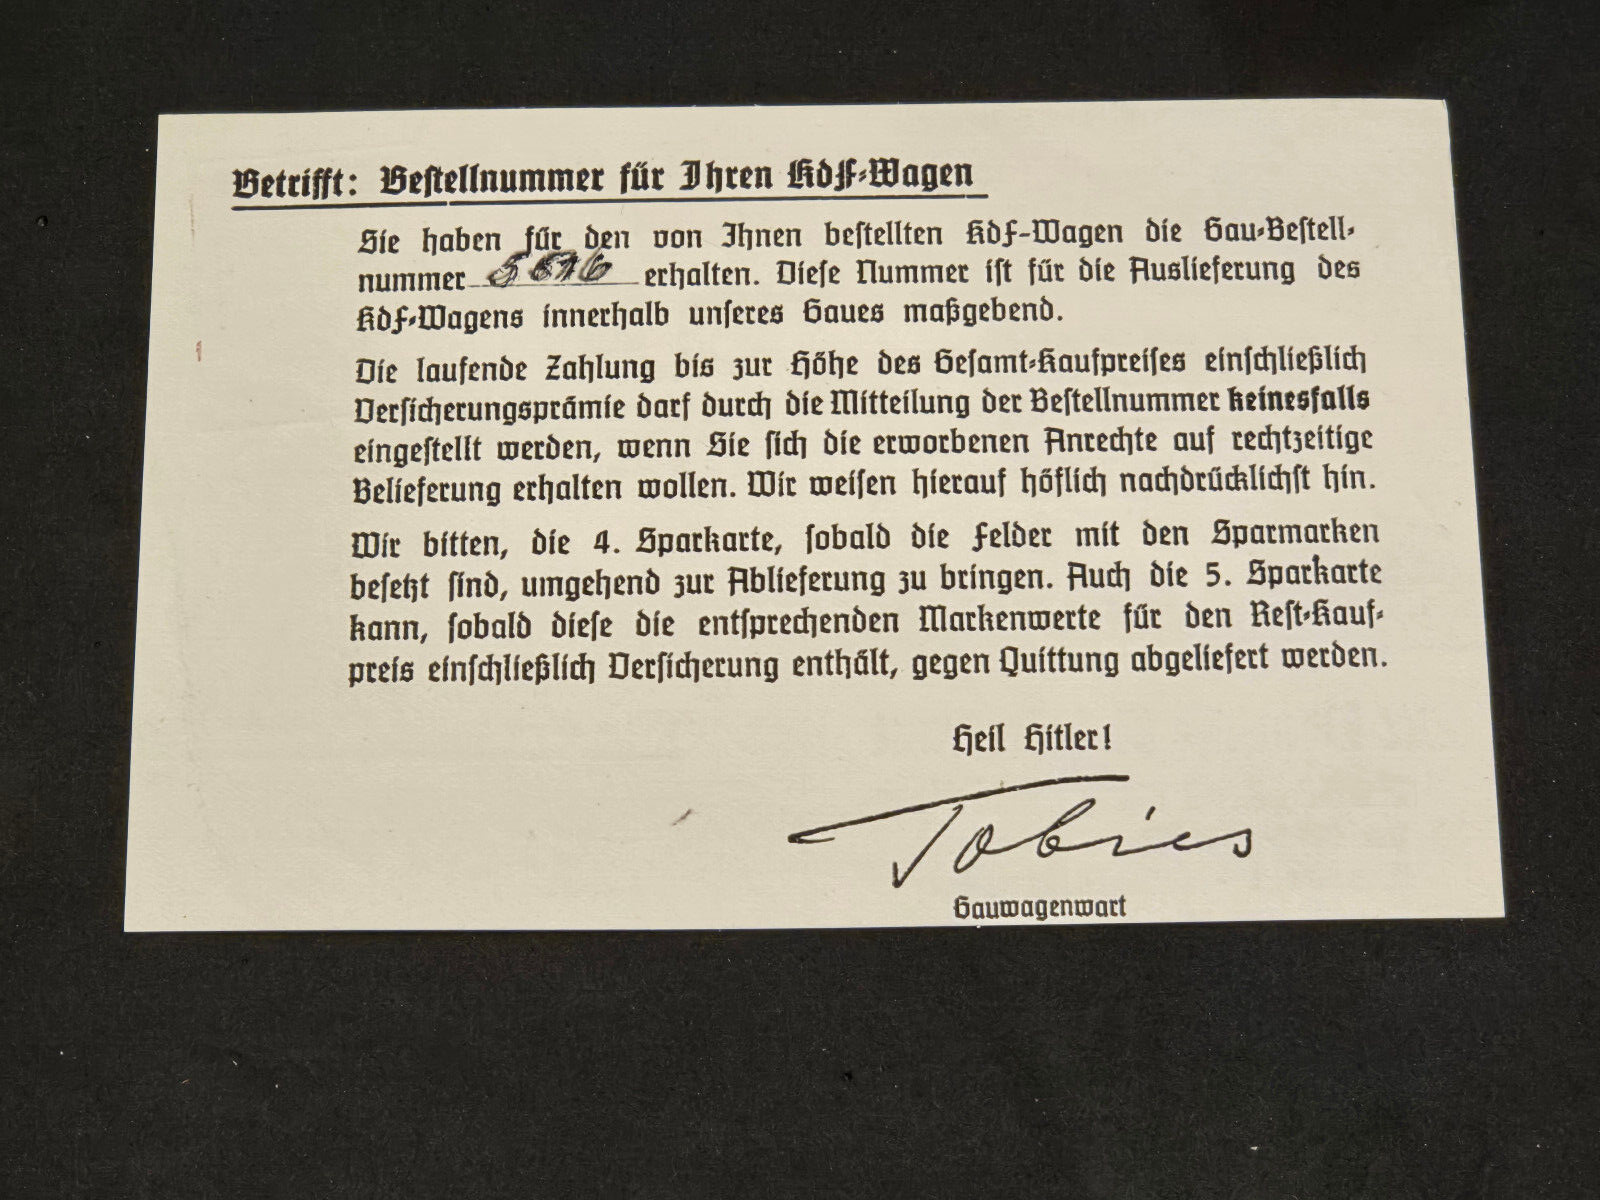 Betrifft: Bestellnummer für Ihren KdF-Wagen
Sie haben für den von Ihnen bestellten KdF-Wagen die Gau-Bestell-
nummer erhalten. Diese Nummer ist für die Auslieferung des
KdF-Wagens innerhalb unseres Gaues maßgebend.
Die laufende Zahlung bis zur Höhe des Gesamt-Kaufpreises einschließlich
Versicherungsprämie darf durch die Mitteilung der Bestellnummer keinesfalls
eingestellt werden, wenn Sie sich die erworbenen Anrechte auf rechtzeitige
Belieferung erhalten wollen. Wir weisen hierauf höflich nachdrücklichst hin.
Wir bitten, die 4. Sparkarte, sobald die Felder mit den Sparmarken
besetzt sind, umgehend zur Ablieferung zu bringen. Auch die 5. Sparkarte
kann, sobald diese die entsprechenden Markenwerte für den Rest-Kauf-
preis einschließlich Versicherung enthält, gegen Quittung abgeliefert werden.
Heil Hitler!
Tobies
Gauwagenwart